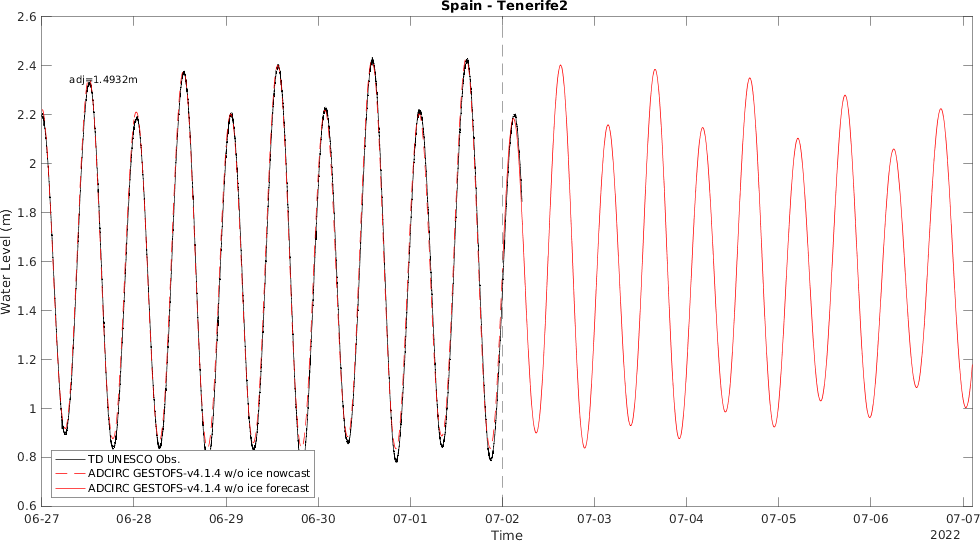 Spain - Tenerife2
2.6
2.4
2.2
2
1.8
1.6
1.4
1.2
1
0.8
0.6
Water Level (m)
adj=1.4932m
TD UNESCO Obs.
ADCIRC GESTOFS-v4.1.4 w/o ice nowcast
ADCIRC GESTOFS-v4.1.4 w/o ice forecast
06-27 06-28 06-29 06-30 07-01 07-02 07-03 07-04 07-05 07-06 07-07
Time
2022